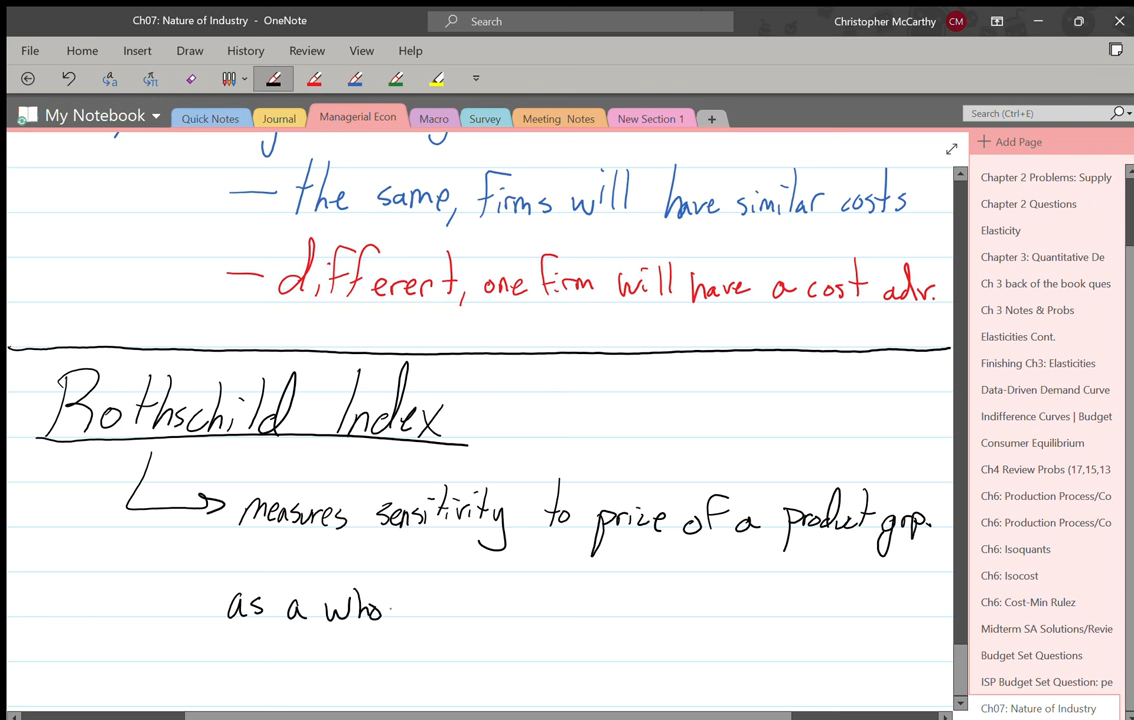 Ch07: Nature of Industry - OneNote
Search
Christopher McCarthy CM
File Home Insert Draw History Review View Help
My Notebook
Quick Notes Journal Managerial Econ Macro Survey Meeting Notes New Section 1 +
Search (Ctrl+E)
Add Page
— the same, firms will have similar costs
— different, one firm will have a cost adv.
Rothschild Index
measures sensitivity to price of a product grp.
as a who
Chapter 2 Problems: Supply
Chapter 2 Questions
Elasticity
Chapter 3: Quantitative De
Ch 3 back of the book ques
Ch 3 Notes & Probs
Elasticities Cont.
Finishing Ch3: Elasticities
Data-Driven Demand Curve
Indifference Curves | Budget
Consumer Equilibrium
Ch4 Review Probs (17,15,13
Ch6: Production Process/Co
Ch6: Production Process/Co
Ch6: Isoquants
Ch6: Isocost
Ch6: Cost-Min Rulez
Midterm SA Solutions/Revie
Budget Set Questions
ISP Budget Set Question: pe
Ch07: Nature of Industry